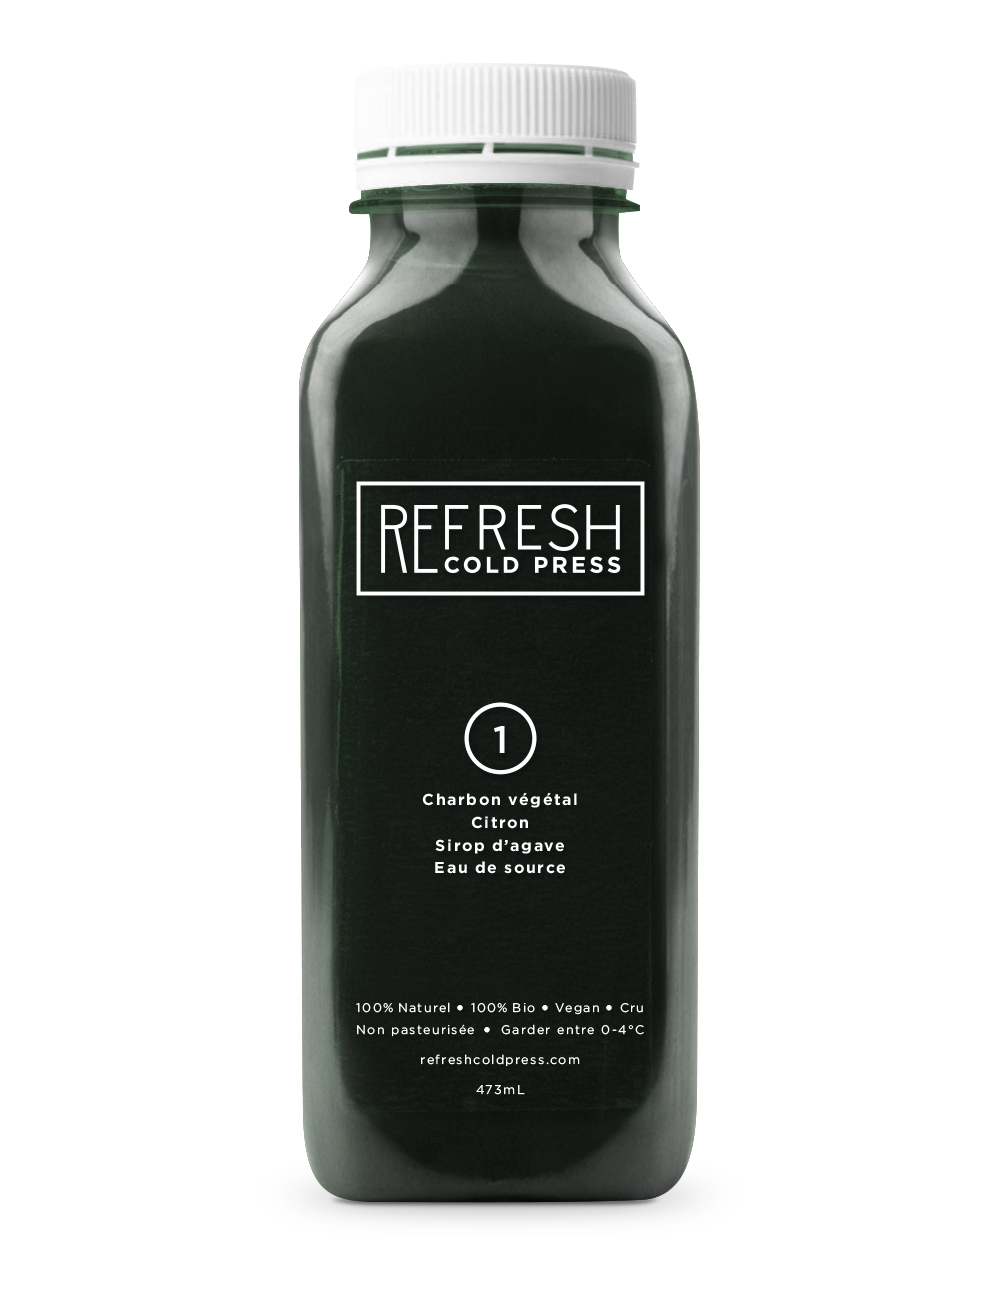 REFRESH
COLD PRESS
1
Charbon végétal
Citron
Sirop d’agave
Eau de source
100% Naturel • 100% Bio • Vegan • Cru
Non pasteurisée • Garder entre 0-4°C
refreshcoldpress.com
473mL